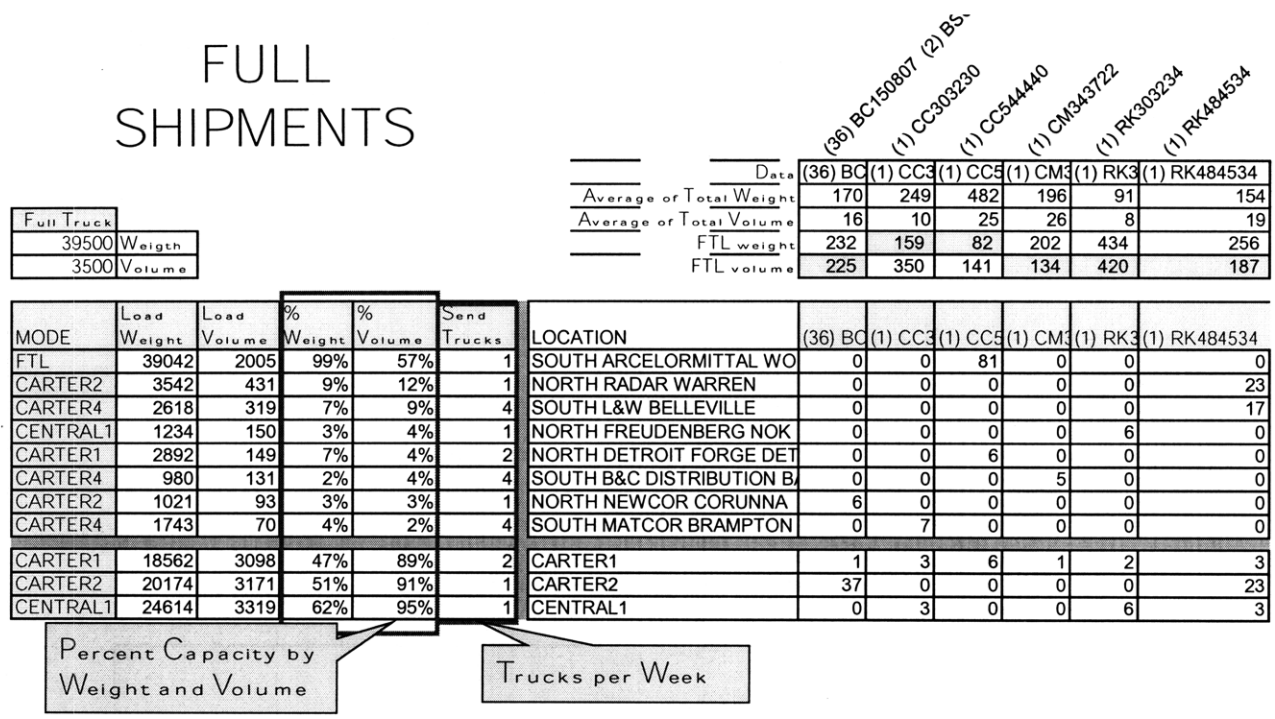 FULL
SHIPMENTS
(36) BC150807 (2)
(1) CC303230
(1) CC544440
(1) CM343722
(1) RK303234
(1) RK484534
Data (36) BC (1) CC3 (1) CC5 (1) CM3 (1) RK3 (1) RK484534
Average of Total Weight 170 249 482 196 91 154
Average of Total Volume 16 10 25 26 8 19
FTL weight 232 159 82 202 434 256
FTL volume 225 350 141 134 420 187
Full Truck
39500 Weigth
3500 Volume
MODE Load Weight Load Volume % Weight % Volume Send Trucks LOCATION (36) BC (1) CC3 (1) CC5 (1) CM3 (1) RK3 (1) RK484534
FTL 39042 2005 99% 57% 1 SOUTH ARCELORMITTAL WO 0 0 81 0 0 0
CARTER2 3542 431 9% 12% 1 NORTH RADAR WARREN 0 0 0 0 0 23
CARTER4 2618 319 7% 9% 4 SOUTH L&W BELLEVILLE 0 0 0 0 0 17
CENTRAL1 1234 150 3% 4% 1 NORTH FREUDENBERG NOK 0 0 0 0 6 0
CARTER1 2892 149 7% 4% 2 NORTH DETROIT FORGE DET 0 0 6 0 0 0
CARTER4 980 131 2% 4% 4 SOUTH B&C DISTRIBUTION BA 0 0 0 5 0 0
CARTER2 1021 93 3% 3% 1 NORTH NEWCOR CORUNNA 6 0 0 0 0 0
CARTER4 1743 70 4% 2% 4 SOUTH MATCOR BRAMPTON 0 7 0 0 0 0
CARTER1 18562 3098 47% 89% 2 CARTER1 1 3 6 1 2 3
CARTER2 20174 3171 51% 91% 1 CARTER2 37 0 0 0 0 23
CENTRAL1 24614 3319 62% 95% 1 CENTRAL1 0 3 0 0 6 3
Percent Capacity by
Weight and Volume
Trucks per Week